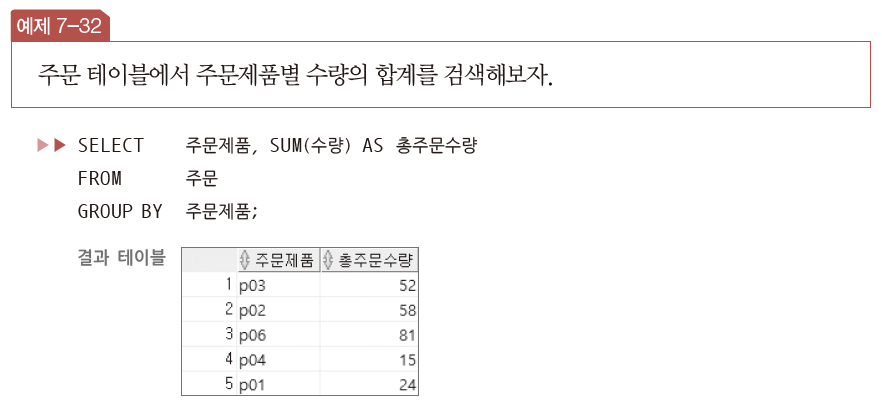 예제 7-32
주문 테이블에서 주문제품별 수량의 합계를 검색해보자.
SELECT 주문제품, SUM(수량) AS 총주문수량
FROM 주문
GROUP BY 주문제품;
결과 테이블
주문제품 총주문수량
1 p03 52
2 p02 58
3 p06 81
4 p04 15
5 p01 24